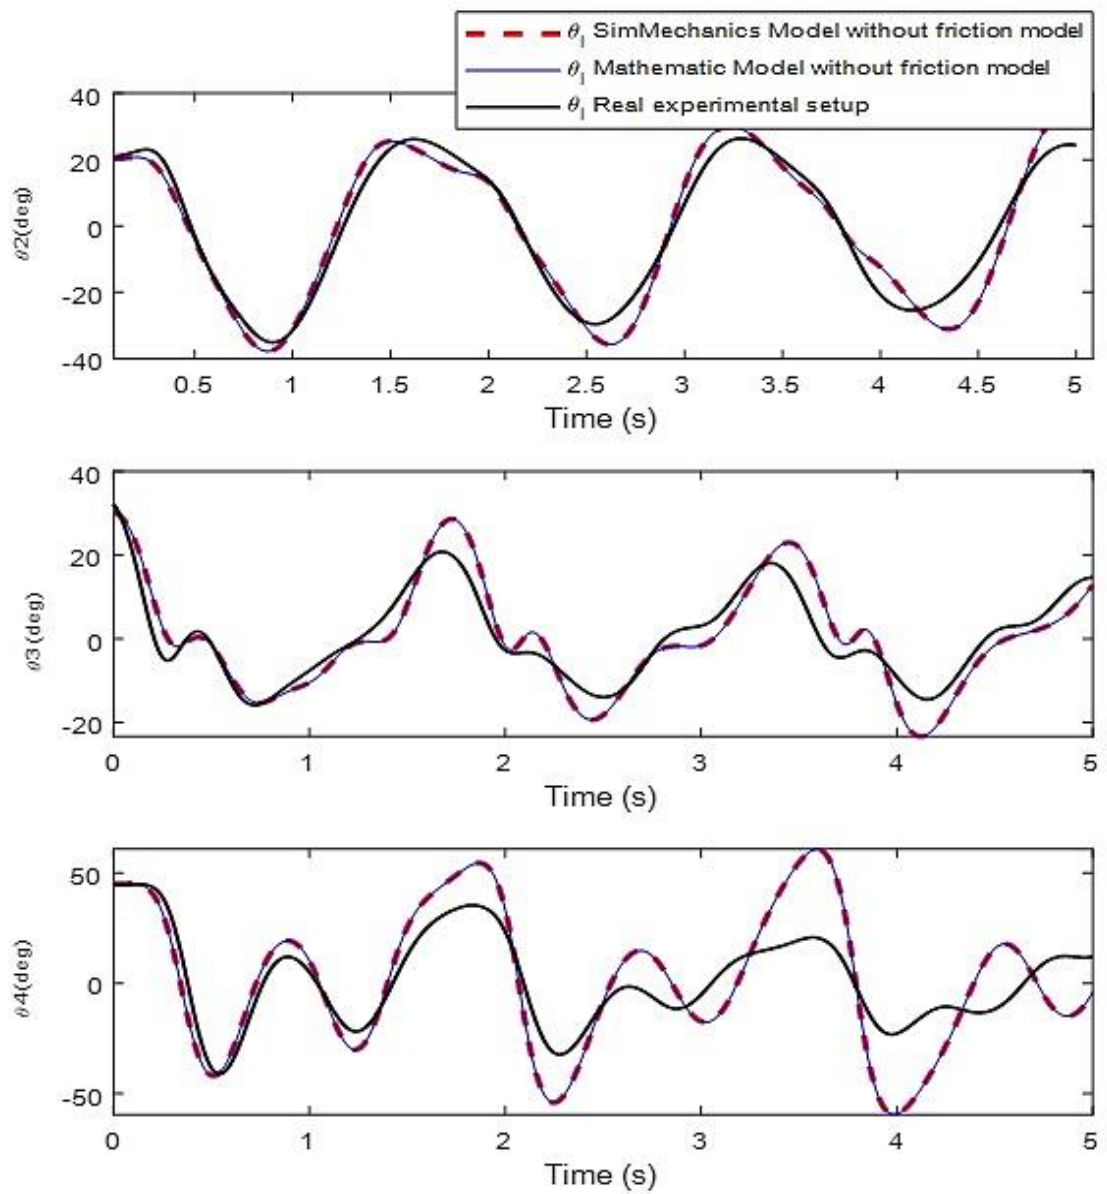 θ₁ SimMechanics Model without friction model
θ₁ Mathematic Model without friction model
θ₁ Real experimental setup
40
20
0
-20
-40
θ2(deg)
0.5 1 1.5 2 2.5 3 3.5 4 4.5 5
Time (s)
40
20
0
-20
θ3(deg)
0 1 2 3 4 5
Time (s)
50
0
-50
θ4(deg)
0 1 2 3 4 5
Time (s)